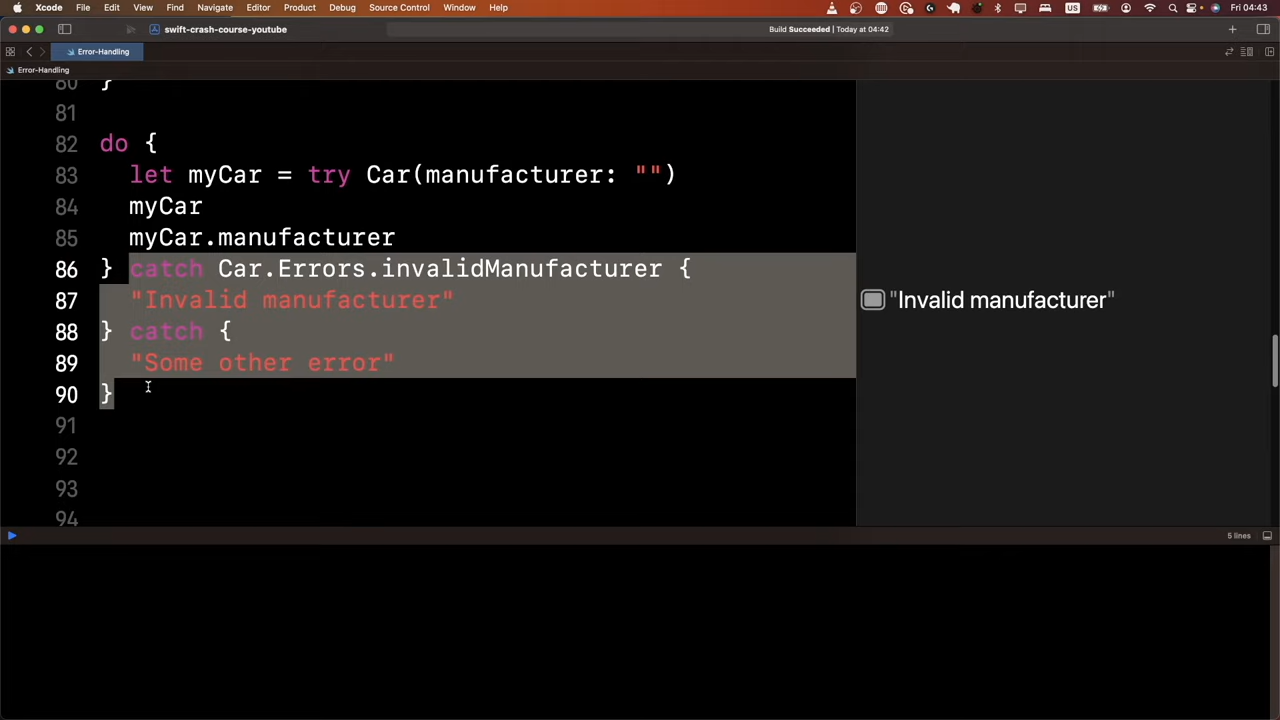 Xcode File Edit View Find Navigate Editor Product Debug Source Control Window Help US Fri 04:43
swift-crash-course-youtube Build Succeeded | Today at 04:42
Error-Handling
Error-Handling
80 }
81
82 do {
83 let myCar = try Car(manufacturer: "")
84 myCar
85 myCar.manufacturer
86 } catch Car.Errors.invalidManufacturer {
87 "Invalid manufacturer" "Invalid manufacturer"
88 } catch {
89 "Some other error"
90 }
91
92
93
94
5 lines